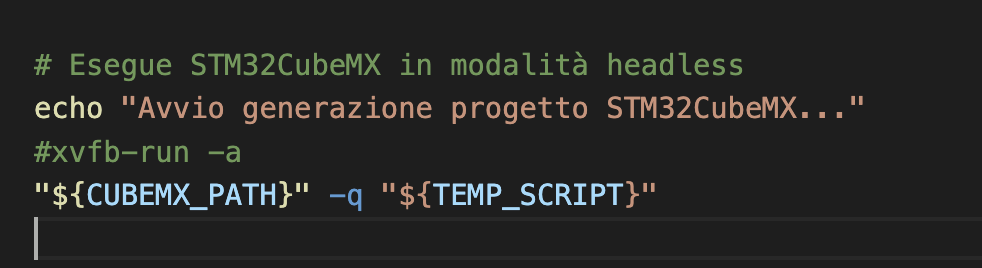 # Esegue STM32CubeMX in modalità headless
echo "Avvio generazione progetto STM32CubeMX..."
#xvfb-run -a
"${CUBEMX_PATH}" -q "${TEMP_SCRIPT}"